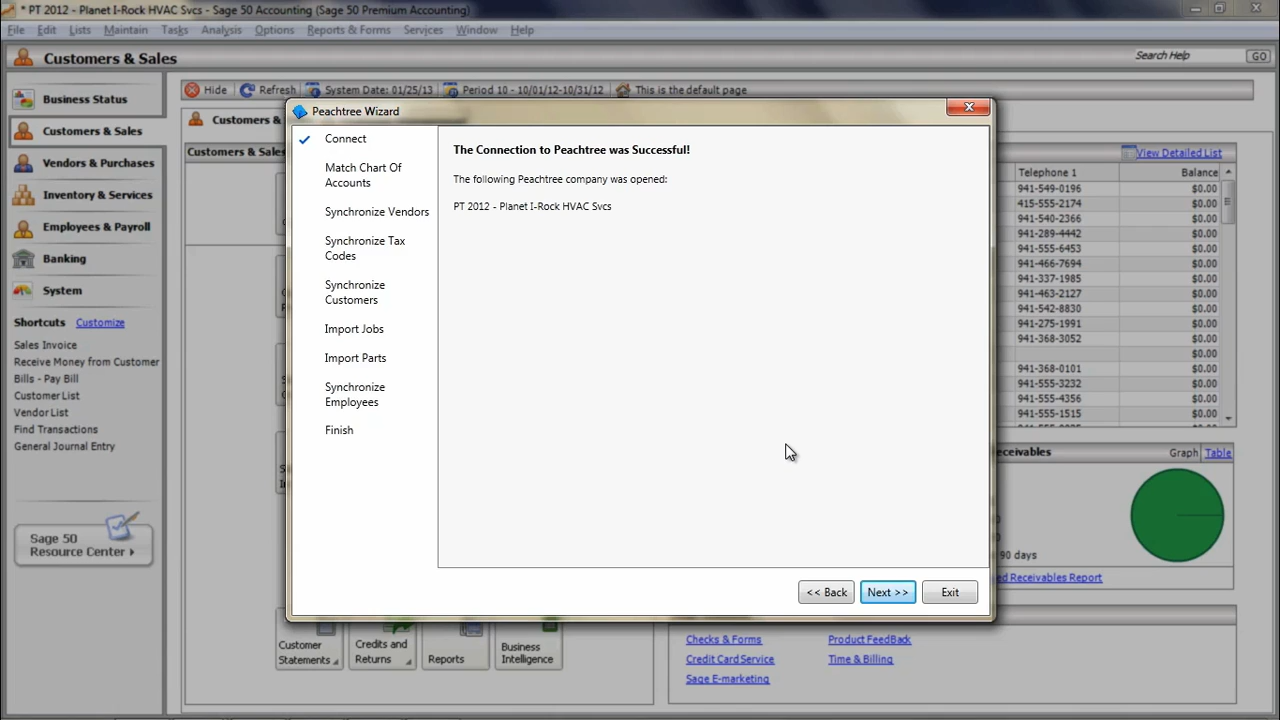 * PT 2012 - Planet I-Rock HVAC Svcs - Sage 50 Accounting (Sage 50 Premium Accounting)
File Edit Lists Maintain Tasks Analysis Options Reports & Forms Services Window Help
Customers & Sales
Search Help GO
Hide Refresh System Date: 01/25/13 Period 10 - 10/01/12-10/31/12 This is the default page
Business Status
Customers & Sales
Vendors & Purchases
Inventory & Services
Employees & Payroll
Banking
System
Shortcuts Customize
Sales Invoice
Receive Money from Customer
Bills - Pay Bill
Customer List
Vendor List
Find Transactions
General Journal Entry
Sage 50
Resource Center
Customers &
Customers & Sales
Peachtree Wizard
Connect
Match Chart Of
Accounts
Synchronize Vendors
Synchronize Tax
Codes
Synchronize
Customers
Import Jobs
Import Parts
Synchronize
Employees
Finish
The Connection to Peachtree was Successful!
The following Peachtree company was opened:
PT 2012 - Planet I-Rock HVAC Svcs
<< Back Next >> Exit
View Detailed List
Telephone 1 Balance
941-549-0196 $0.00
415-555-2174 $0.00
941-540-2366 $0.00
941-289-4442 $0.00
941-555-6453 $0.00
941-466-7694 $0.00
941-337-1985 $0.00
941-463-2127 $0.00
941-542-8830 $0.00
941-275-1991 $0.00
941-368-3052 $0.00
$0.00
941-368-0101 $0.00
941-555-3232 $0.00
941-555-4356 $0.00
941-555-1515 $0.00
eceivables Graph Table
90 days
ed Receivables Report
Customer
Statements
Credits and
Returns
Reports
Business
Intelligence
Checks & Forms Product FeedBack
Credit Card Service Time & Billing
Sage E-marketing